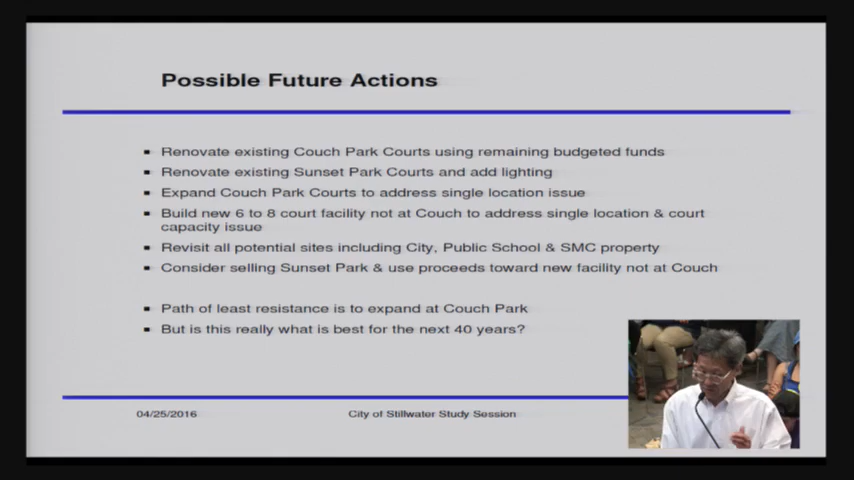 Possible Future Actions
Renovate existing Couch Park Courts using remaining budgeted funds
Renovate existing Sunset Park Courts and add lighting
Expand Couch Park Courts to address single location issue
Build new 6 to 8 court facility not at Couch to address single location & court
capacity issue
Revisit all potential sites including City, Public School & SMC property
Consider selling Sunset Park & use proceeds toward new facility not at Couch
Path of least resistance is to expand at Couch Park
But is this really what is best for the next 40 years?
04/25/2016 City of Stillwater Study Session